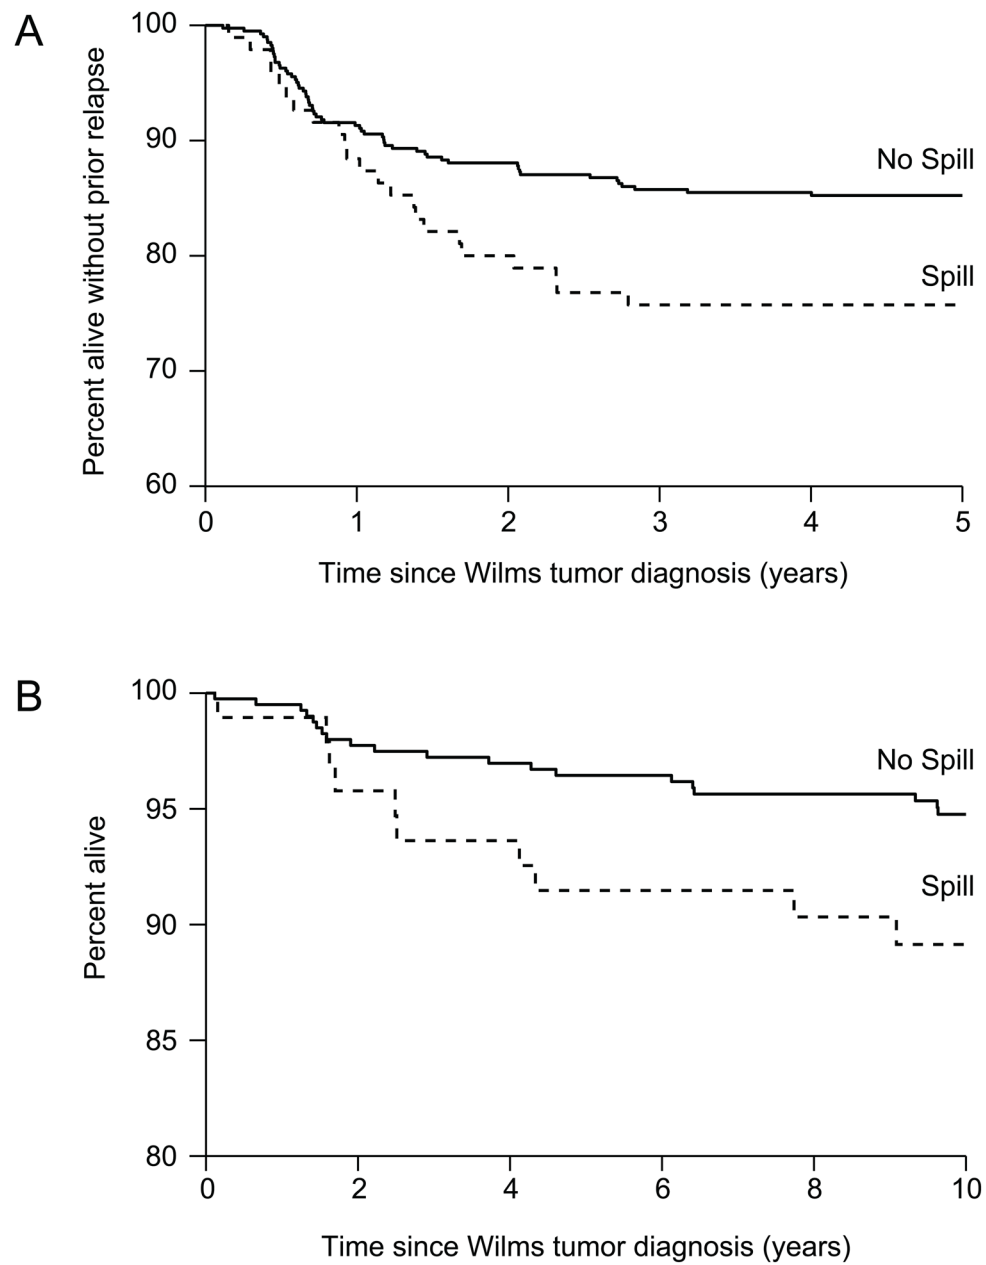 A
Percent alive without prior relapse
100
90
80
70
60
No Spill
Spill
0 1 2 3 4 5
Time since Wilms tumor diagnosis (years)
B
Percent alive
100
95
90
85
80
No Spill
Spill
0 2 4 6 8 10
Time since Wilms tumor diagnosis (years)